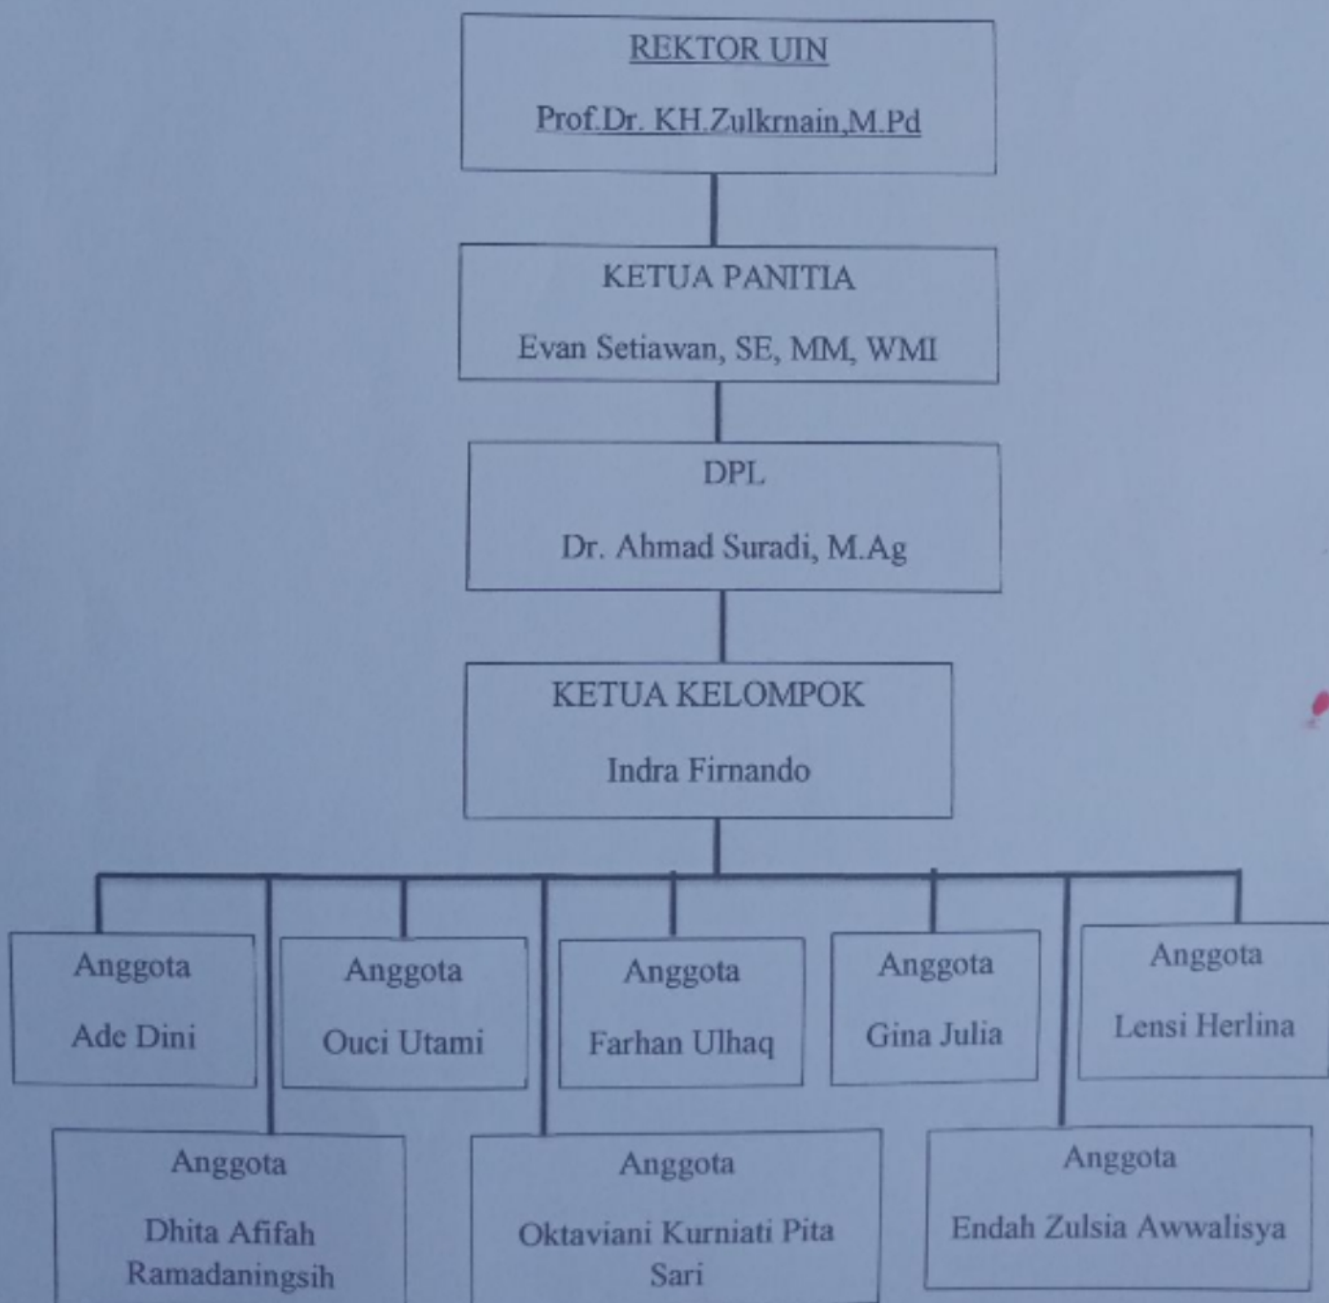 REKTOR UIN
Prof.Dr. KH.Zulkrnain,M.Pd
KETUA PANITIA
Evan Setiawan, SE, MM, WMI
DPL
Dr. Ahmad Suradi, M.Ag
KETUA KELOMPOK
Indra Firnando
Anggota
Ade Dini
Anggota
Ouci Utami
Anggota
Farhan Ulhaq
Anggota
Gina Julia
Anggota
Lensi Herlina
Anggota
Dhita Afifah
Ramadaningsih
Anggota
Oktaviani Kurniati Pita
Sari
Anggota
Endah Zulsia Awwalisya